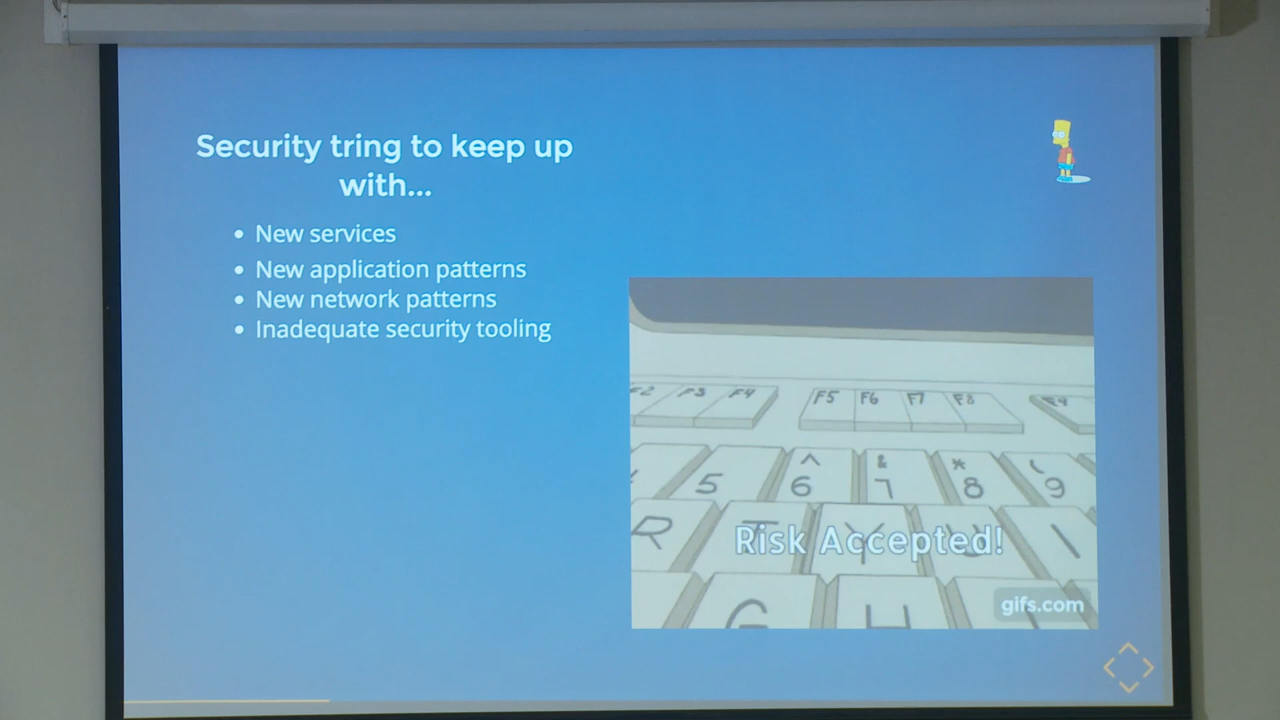 Security tring to keep up
with...
New services
New application patterns
New network patterns
Inadequate security tooling
F2 F3 F4 F5 F6 F7 F8 F9
5 ^ 6 & 7 * 8 ( 9
R T Y U I
G H
Risk Accepted!
gifs.com